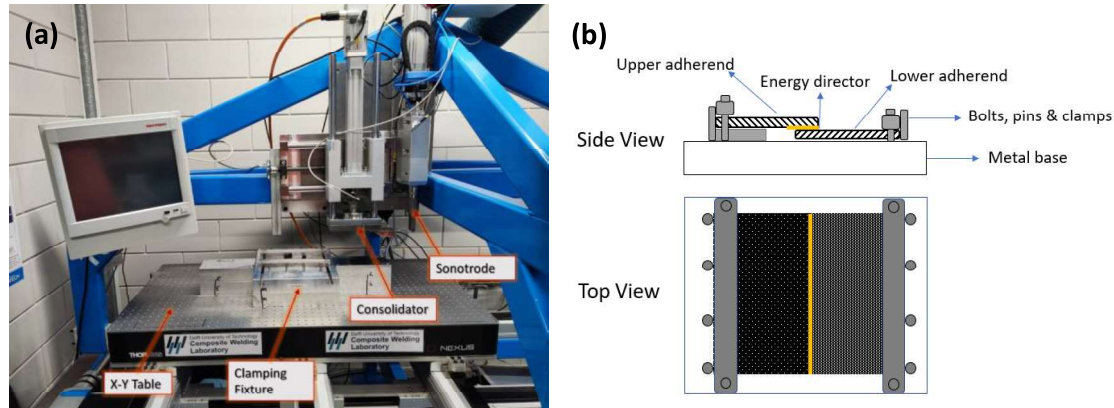 (a)
Sonotrode
Consolidator
Delft University of Technology
Composite Welding
Laboratory
Delft University of Technology
Composite Welding
Laboratory
NEXUS
X-Y Table
Clamping
Fixture
(b)
Upper adherend
Energy director
Lower adherend
Bolts, pins & clamps
Side View
Metal base
Top View